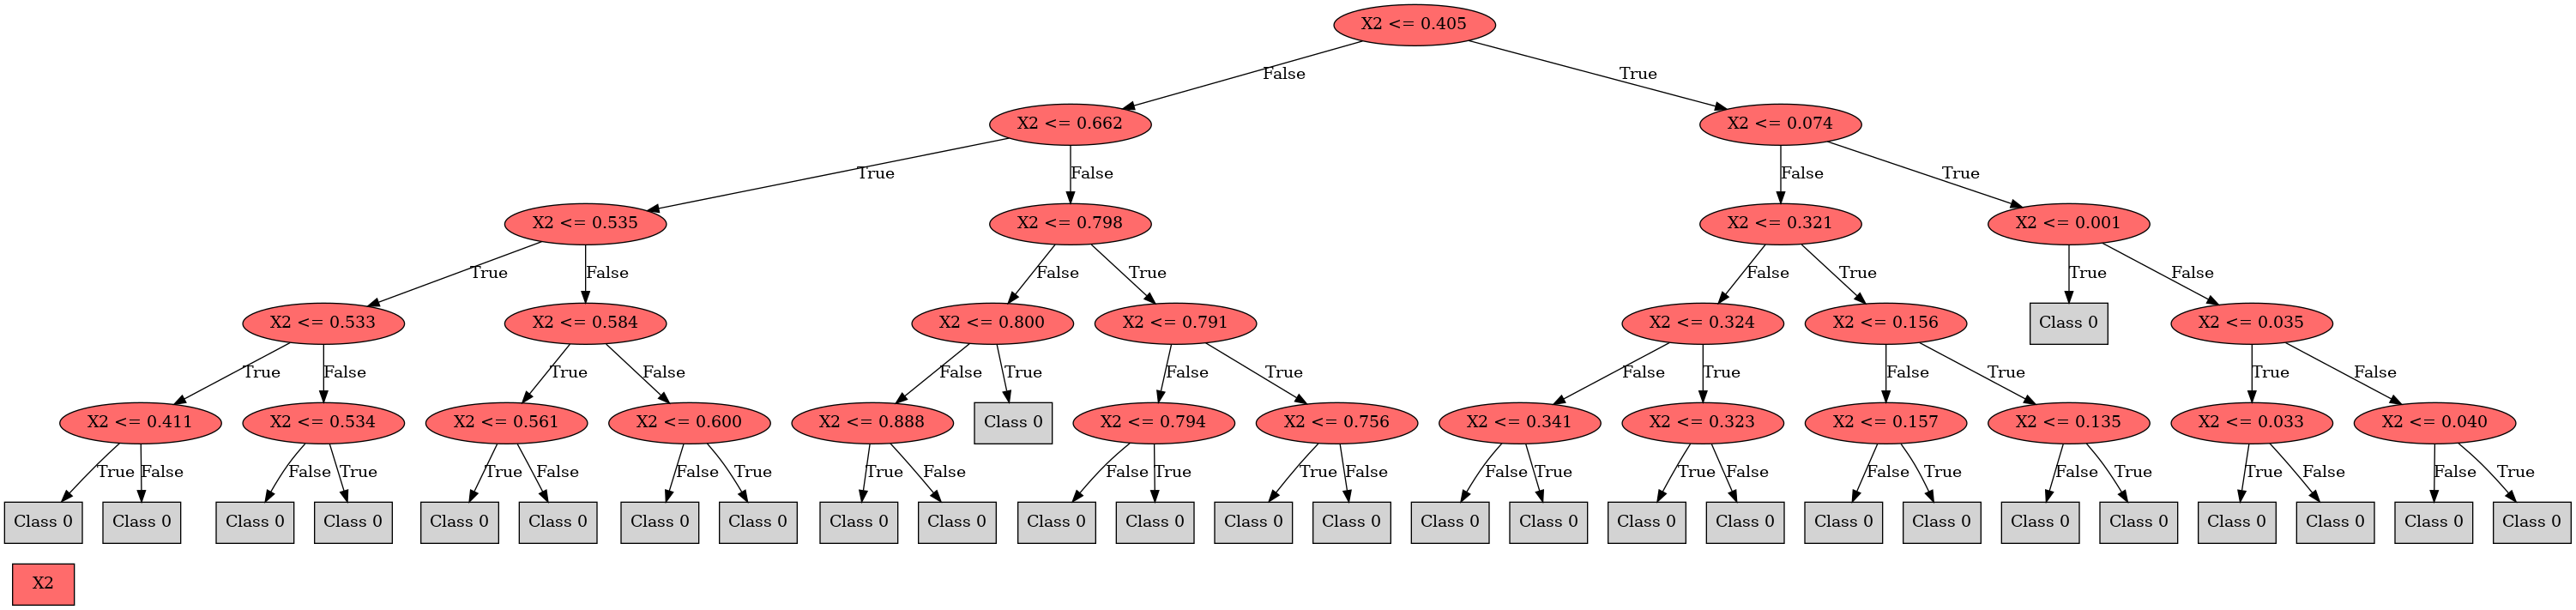 X2 <= 0.405
False True
X2 <= 0.662 X2 <= 0.074
True False False True
X2 <= 0.535 X2 <= 0.798 X2 <= 0.321 X2 <= 0.001
True False False True False True True False
X2 <= 0.533 X2 <= 0.584 X2 <= 0.800 X2 <= 0.791 X2 <= 0.324 X2 <= 0.156 Class 0 X2 <= 0.035
True False True False False True False True False True False True True False
X2 <= 0.411 X2 <= 0.534 X2 <= 0.561 X2 <= 0.600 X2 <= 0.888 Class 0 X2 <= 0.794 X2 <= 0.756 X2 <= 0.341 X2 <= 0.323 X2 <= 0.157 X2 <= 0.135 X2 <= 0.033 X2 <= 0.040
True False False True True False False True True False False True True False False True True False False True False True True False False True
Class 0 Class 0 Class 0 Class 0 Class 0 Class 0 Class 0 Class 0 Class 0 Class 0 Class 0 Class 0 Class 0 Class 0 Class 0 Class 0 Class 0 Class 0 Class 0 Class 0 Class 0 Class 0 Class 0 Class 0 Class 0 Class 0
X2